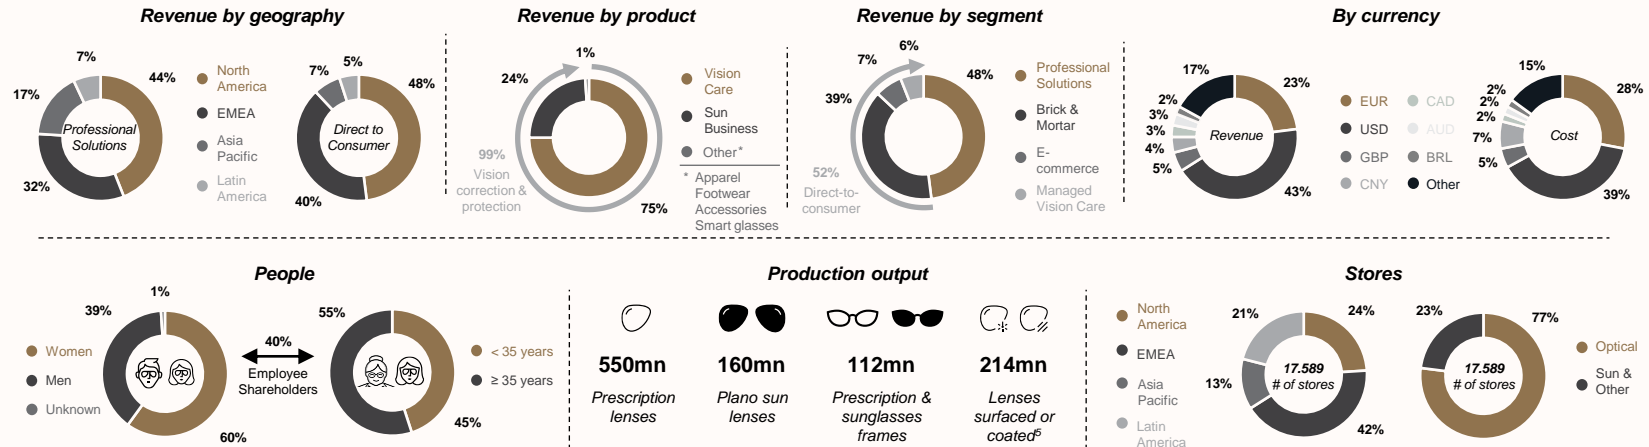 Revenue by geography
7%
44%
17%
32%
Professional
Solutions
North
America
EMEA
Asia
Pacific
Latin
America
5%
7%
48%
40%
Direct to
Consumer
Revenue by product
1%
24%
75%
99%
Vision
correction &
protection
Vision
Care
Sun
Business
Other*
* Apparel
Footwear
Accessories
Smart glasses
Revenue by segment
6%
7%
48%
39%
52%
Direct-to-
consumer
Professional
Solutions
Brick &
Mortar
E-
commerce
Managed
Vision Care
By currency
17%
23%
2%
3%
3%
4%
5%
43%
Revenue
EUR
USD
GBP
CNY
CAD
AUD
BRL
Other
15%
28%
2%
2%
2%
7%
5%
39%
Cost
People
1%
39%
60%
Women
Men
Unknown
40%
Employee
Shareholders
55%
45%
< 35 years
≥ 35 years
Production output
550mn
Prescription
lenses
160mn
Plano sun
lenses
112mn
Prescription &
sunglasses
frames
214mn
Lenses
surfaced or
coated⁵
Stores
North
America
EMEA
Asia
Pacific
Latin
America
21%
24%
13%
42%
17.589
# of stores
23%
77%
17.589
# of stores
Optical
Sun &
Other